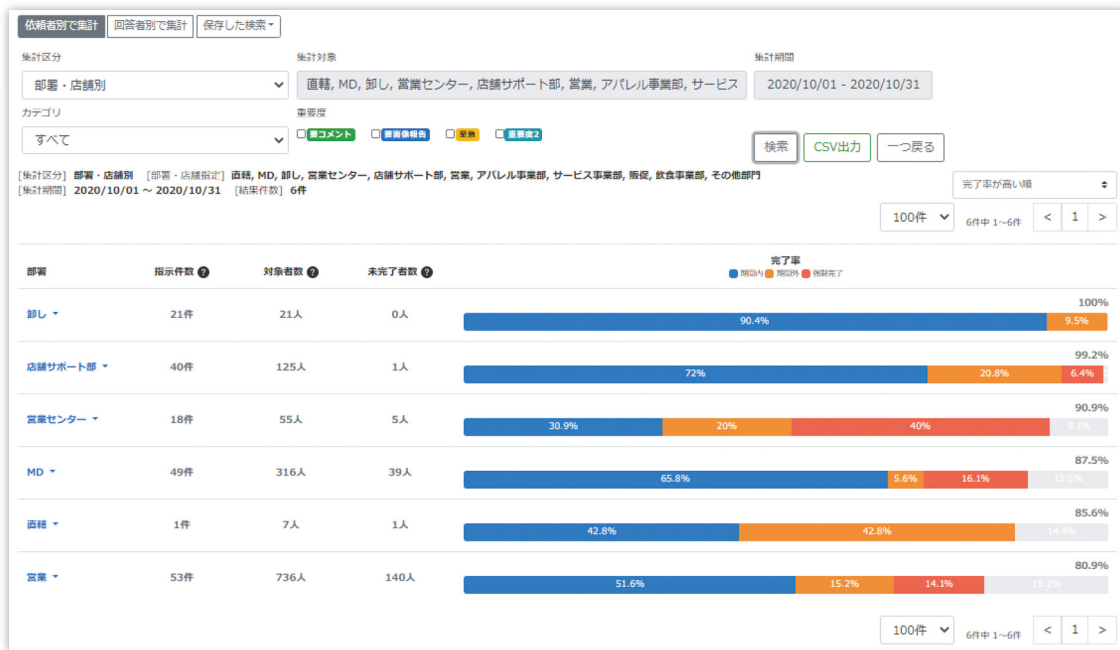 依頼者別で集計 回答者別で集計 保存した検索
集計区分 集計対象 集計期間
部署・店舗別 直轄, MD, 卸し, 営業センター, 店舗サポート部, 営業, アパレル事業部, サービス 2020/10/01 - 2020/10/31
カテゴリ 重要度
すべて 要コメント 要画像報告 至急 重要度2 検索 CSV出力 一つ戻る
[集計区分] 部署・店舗別 [部署・店舗指定] 直轄, MD, 卸し, 営業センター, 店舗サポート部, 営業, アパレル事業部, サービス事業部, 販促, 飲食事業部, その他部門
[集計期間] 2020/10/01 ～ 2020/10/31 [結果件数] 6件
完了率が高い順
100件 6件中 1～6件 < 1 >
部署 指示件数 ? 対象者数 ? 未完了者数 ? 完了率
期間内 期間外 強制完了
卸し 21件 21人 0人 100%
90.4% 9.5%
店舗サポート部 40件 125人 1人 99.2%
72% 20.8% 6.4%
営業センター 18件 55人 5人 90.9%
30.9% 20% 40% 9.1%
MD 49件 316人 39人 87.5%
65.8% 5.6% 16.1% 12.5%
直轄 1件 7人 1人 85.6%
42.8% 42.8% 14.4%
営業 53件 736人 140人 80.9%
51.6% 15.2% 14.1% 19.2%
100件 6件中 1～6件 < 1 >